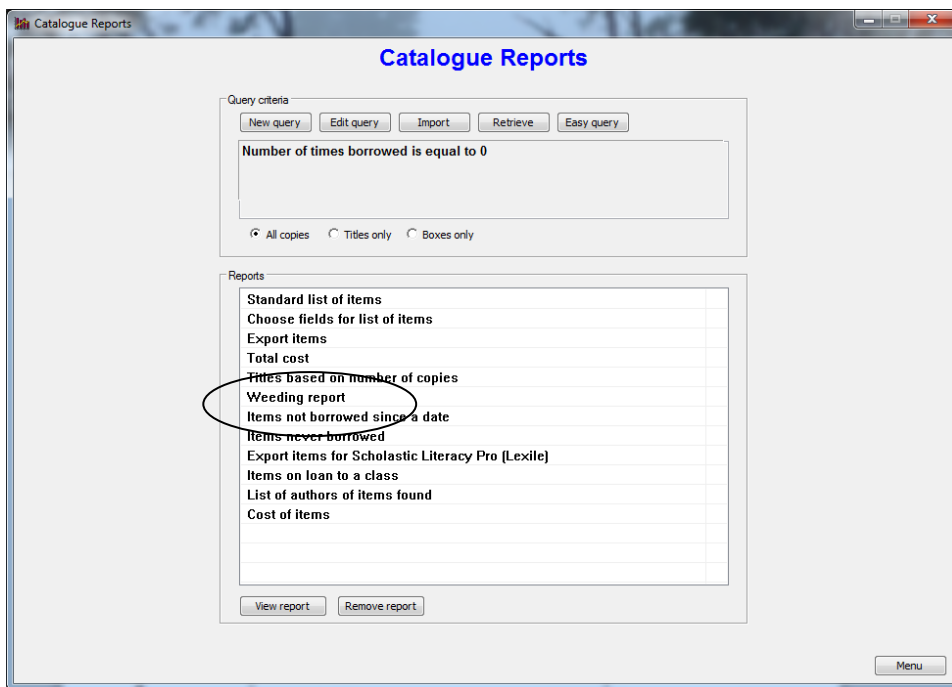 Catalogue Reports
Catalogue Reports
Query criteria
New query Edit query Import Retrieve Easy query
Number of times borrowed is equal to 0
All copies Titles only Boxes only
Reports
Standard list of items
Choose fields for list of items
Export items
Total cost
Titles based on number of copies
Weeding report
Items not borrowed since a date
Items never borrowed
Export items for Scholastic Literacy Pro (Lexile)
Items on loan to a class
List of authors of items found
Cost of items
View report Remove report
Menu